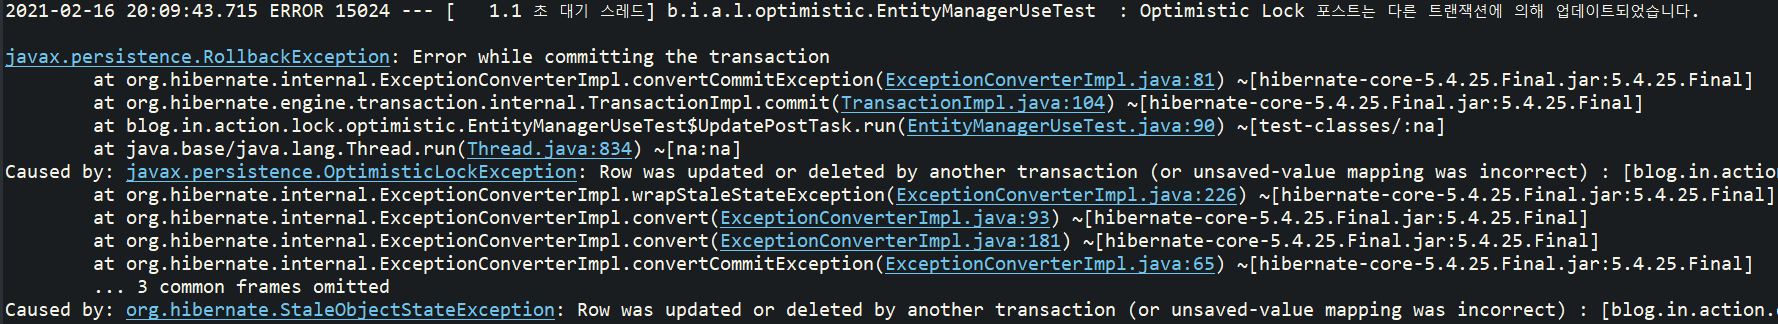 2021-02-16 20:09:43.715 ERROR 15024 --- [   1.1 초 대기 스레드] b.i.a.l.optimistic.EntityManagerUseTest  : Optimistic Lock 포스트는 다른 트랜잭션에 의해 업데이트되었습니다.
javax.persistence.RollbackException: Error while committing the transaction
at org.hibernate.internal.ExceptionConverterImpl.convertCommitException(ExceptionConverterImpl.java:81) ~[hibernate-core-5.4.25.Final.jar:5.4.25.Final]
at org.hibernate.engine.transaction.internal.TransactionImpl.commit(TransactionImpl.java:104) ~[hibernate-core-5.4.25.Final.jar:5.4.25.Final]
at blog.in.action.lock.optimistic.EntityManagerUseTest$UpdatePostTask.run(EntityManagerUseTest.java:90) ~[test-classes/:na]
at java.base/java.lang.Thread.run(Thread.java:834) ~[na:na]
Caused by: javax.persistence.OptimisticLockException: Row was updated or deleted by another transaction (or unsaved-value mapping was incorrect) : [blog.in.action
at org.hibernate.internal.ExceptionConverterImpl.wrapStaleStateException(ExceptionConverterImpl.java:226) ~[hibernate-core-5.4.25.Final.jar:5.4.25.Final]
at org.hibernate.internal.ExceptionConverterImpl.convert(ExceptionConverterImpl.java:93) ~[hibernate-core-5.4.25.Final.jar:5.4.25.Final]
at org.hibernate.internal.ExceptionConverterImpl.convert(ExceptionConverterImpl.java:181) ~[hibernate-core-5.4.25.Final.jar:5.4.25.Final]
at org.hibernate.internal.ExceptionConverterImpl.convertCommitException(ExceptionConverterImpl.java:65) ~[hibernate-core-5.4.25.Final.jar:5.4.25.Final]
... 3 common frames omitted
Caused by: org.hibernate.StaleObjectStateException: Row was updated or deleted by another transaction (or unsaved-value mapping was incorrect) : [blog.in.action.